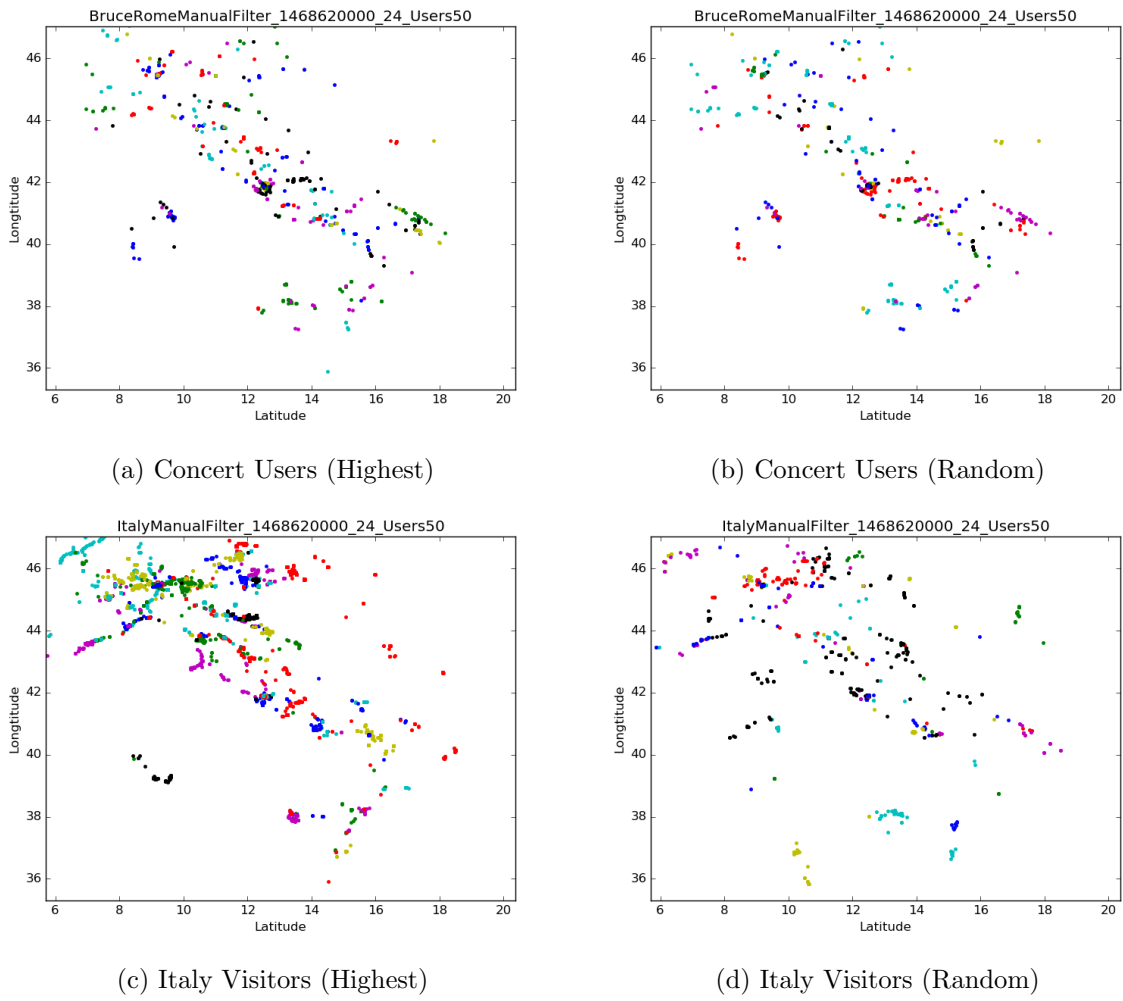 BruceRomeManualFilter_1468620000_24_Users50
46
44
42
40
38
36
Longtitude
6 8 10 12 14 16 18 20
Latitude
(a) Concert Users (Highest)
BruceRomeManualFilter_1468620000_24_Users50
46
44
42
40
38
36
Longtitude
6 8 10 12 14 16 18 20
Latitude
(b) Concert Users (Random)
ItalyManualFilter_1468620000_24_Users50
46
44
42
40
38
36
Longtitude
6 8 10 12 14 16 18 20
Latitude
(c) Italy Visitors (Highest)
ItalyManualFilter_1468620000_24_Users50
46
44
42
40
38
36
Longtitude
6 8 10 12 14 16 18 20
Latitude
(d) Italy Visitors (Random)